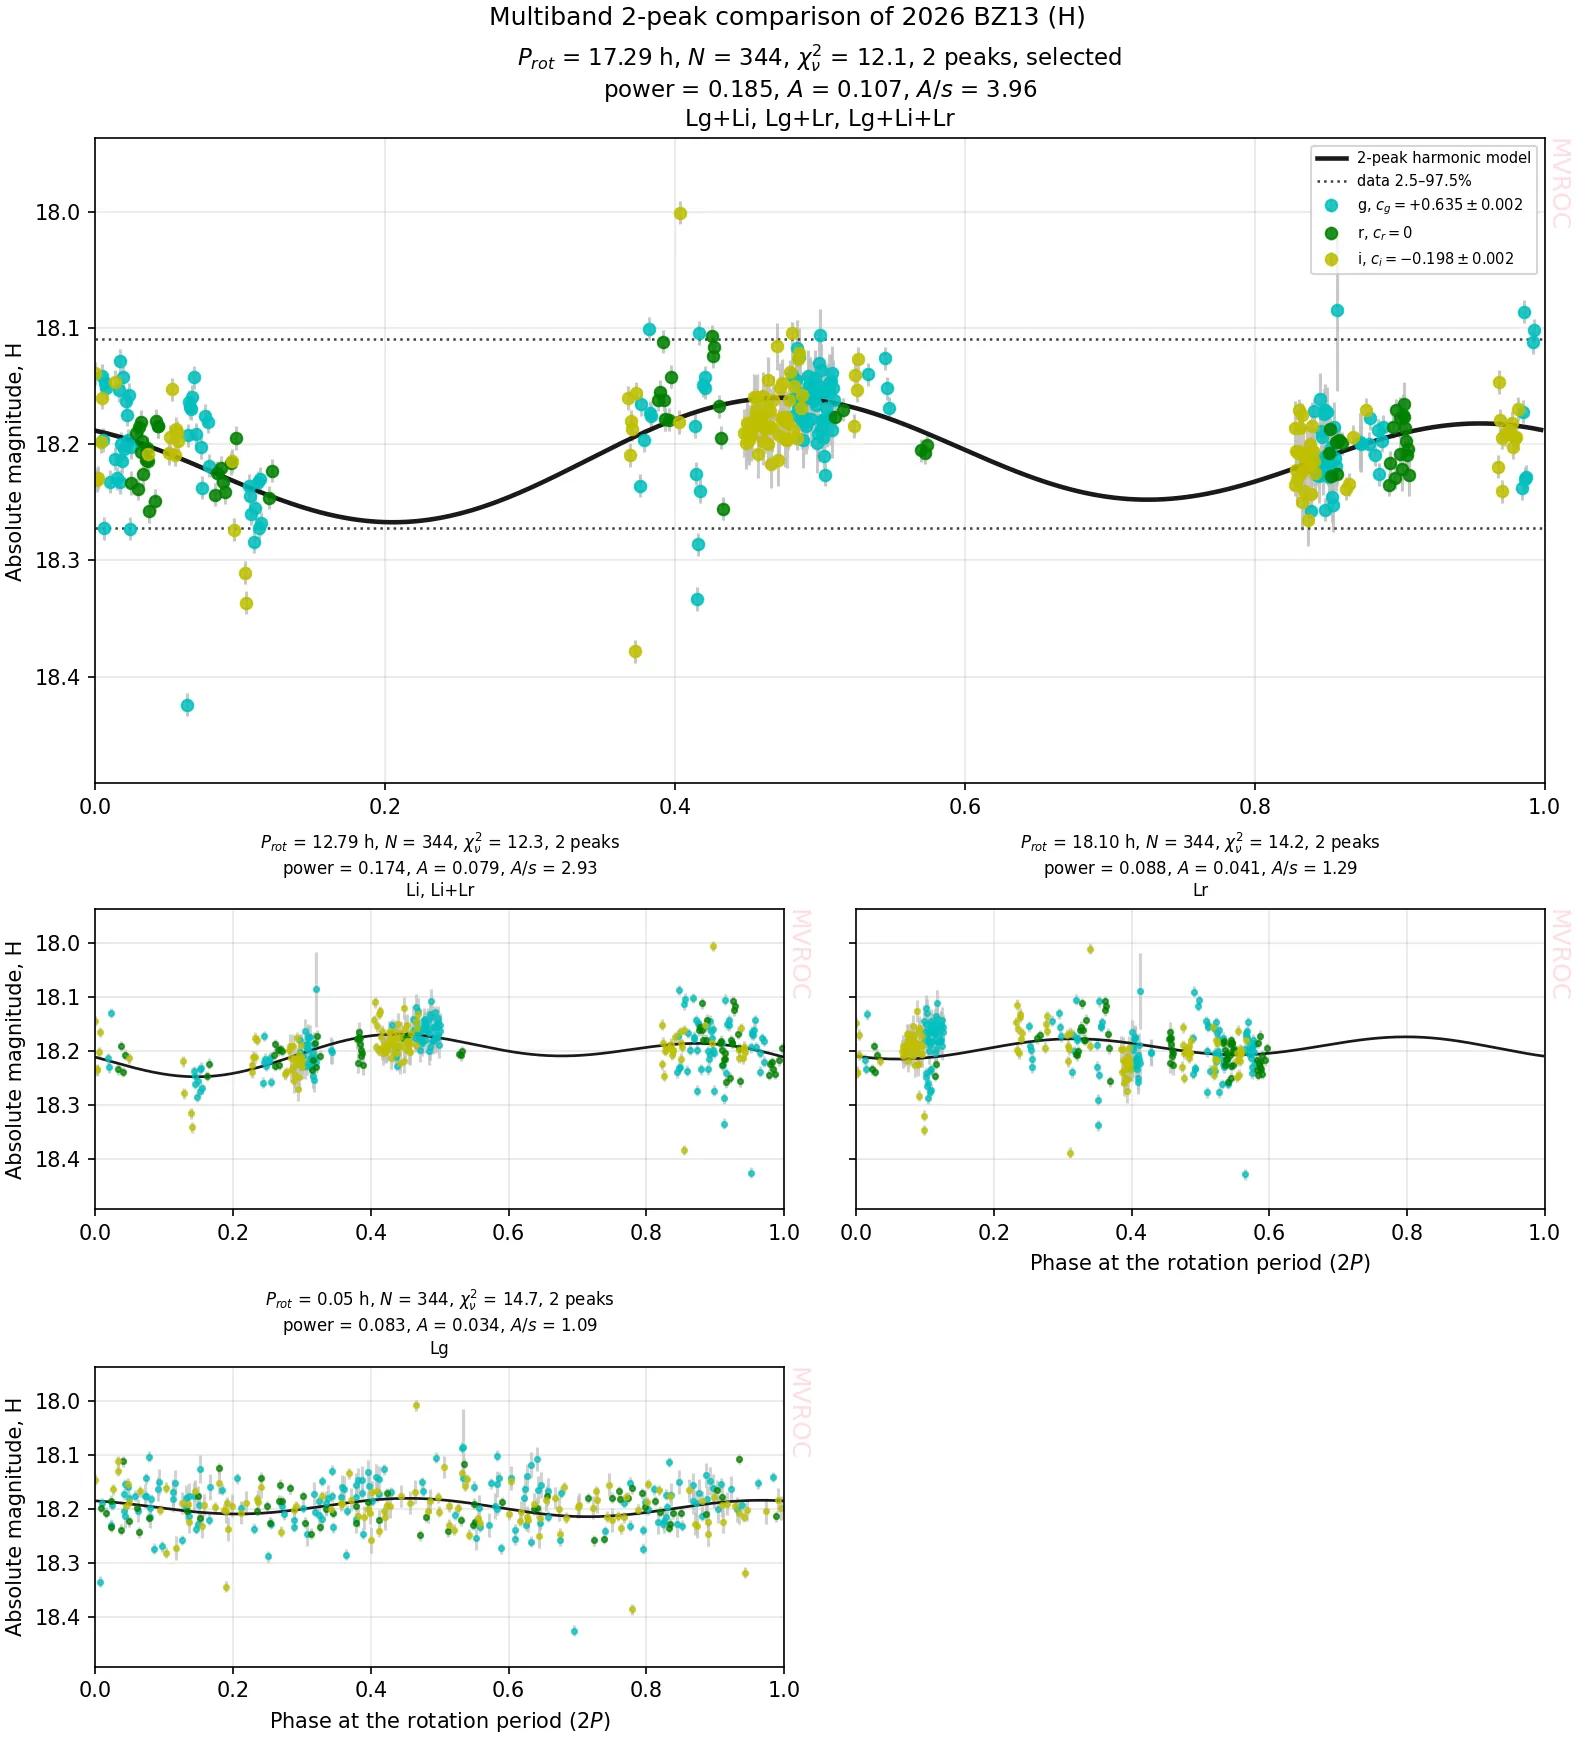 Multiband 2-peak comparison of 2026 BZ13 (H)
P_rot = 17.29 h, N = 344, χ²_ν = 12.1, 2 peaks, selected
power = 0.185, A = 0.107, A/s = 3.96
Lg+Li, Lg+Lr, Lg+Li+Lr
MVROC
2-peak harmonic model
data 2.5–97.5%
g, c_g = +0.635 ± 0.002
r, c_r = 0
i, c_i = −0.198 ± 0.002
Absolute magnitude, H
18.0
18.1
18.2
18.3
18.4
0.0 0.2 0.4 0.6 0.8 1.0
P_rot = 12.79 h, N = 344, χ²_ν = 12.3, 2 peaks
power = 0.174, A = 0.079, A/s = 2.93
Li, Li+Lr
MVROC
Absolute magnitude, H
18.0
18.1
18.2
18.3
18.4
0.0 0.2 0.4 0.6 0.8 1.0
P_rot = 18.10 h, N = 344, χ²_ν = 14.2, 2 peaks
power = 0.088, A = 0.041, A/s = 1.29
Lr
MVROC
0.0 0.2 0.4 0.6 0.8 1.0
Phase at the rotation period (2P)
P_rot = 0.05 h, N = 344, χ²_ν = 14.7, 2 peaks
power = 0.083, A = 0.034, A/s = 1.09
Lg
MVROC
Absolute magnitude, H
18.0
18.1
18.2
18.3
18.4
0.0 0.2 0.4 0.6 0.8 1.0
Phase at the rotation period (2P)